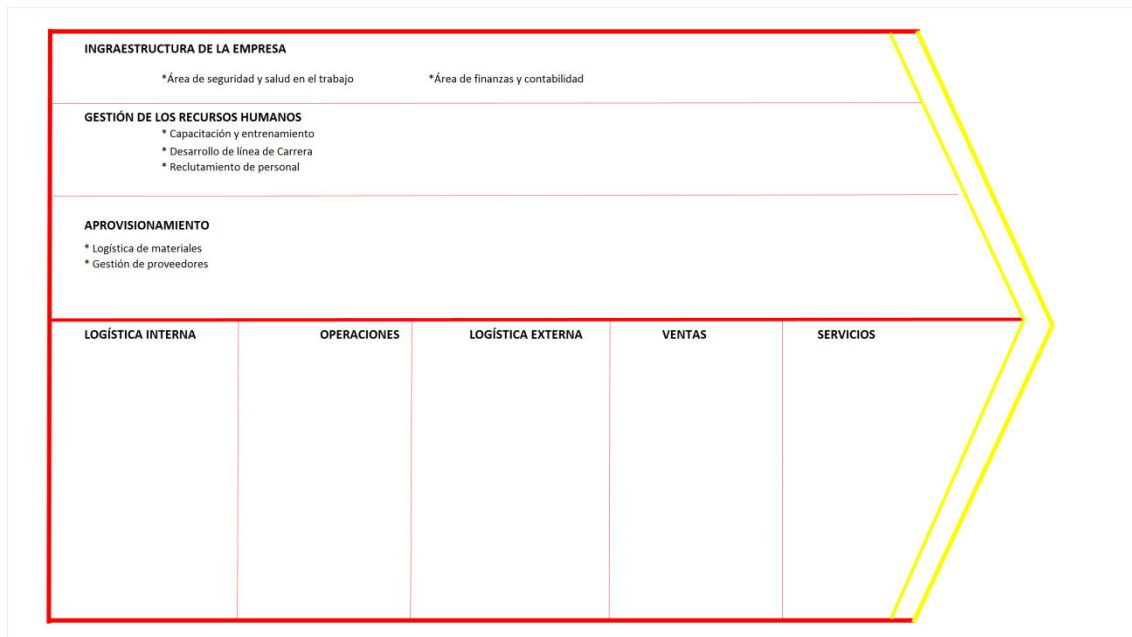 INGRAESTRUCTURA DE LA EMPRESA
*Área de seguridad y salud en el trabajo *Área de finanzas y contabilidad
GESTIÓN DE LOS RECURSOS HUMANOS
* Capacitación y entrenamiento
* Desarrollo de línea de Carrera
* Reclutamiento de personal
APROVISIONAMIENTO
* Logística de materiales
* Gestión de proveedores
LOGÍSTICA INTERNA OPERACIONES LOGÍSTICA EXTERNA VENTAS SERVICIOS